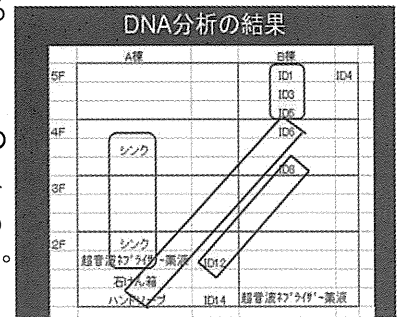 DNA分析の結果
A棟 B棟
5F ID1 ID4
ID3
ID5
4F ID6
シンク
ID8
3F
2F シンク
超音波ネブライザー薬液 ID12
石けん箱
ハンドソープ ID14 超音波ネブライザー薬液
の
。